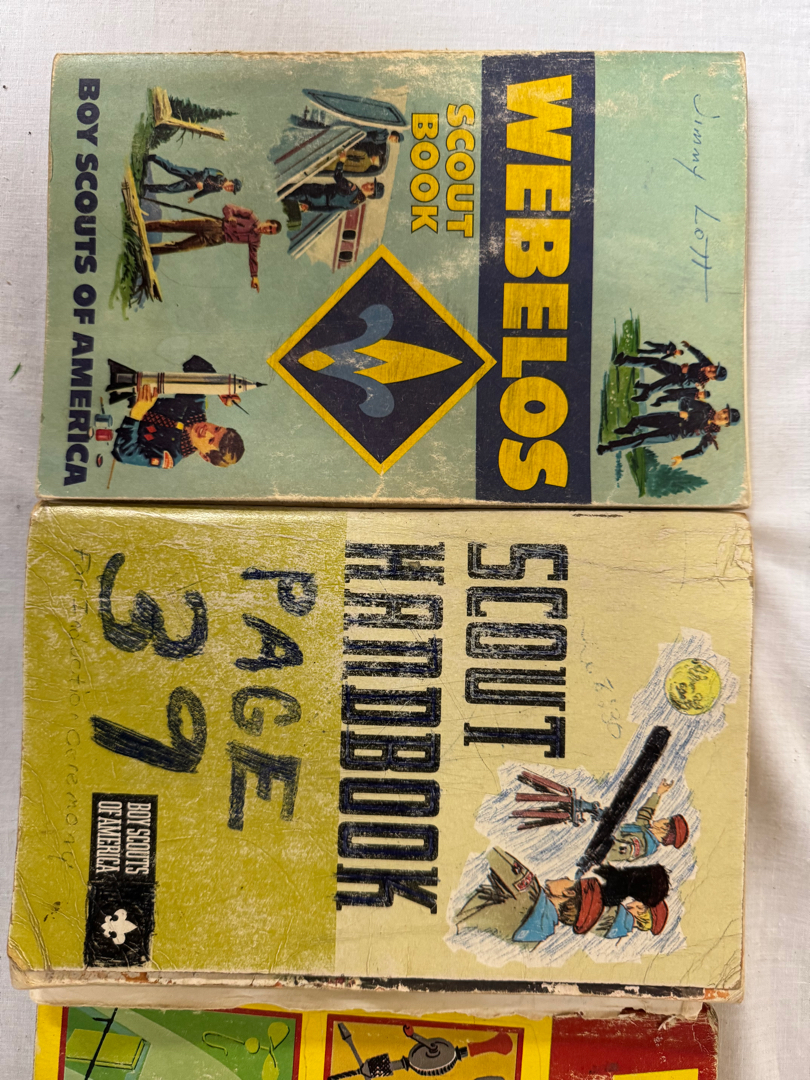 Jimmy Lott
WEBELOS
SCOUT
BOOK
BOY SCOUTS OF AMERICA
SCOUT
HANDBOOK
PAGE
39
BOY SCOUTS
OF AMERICA